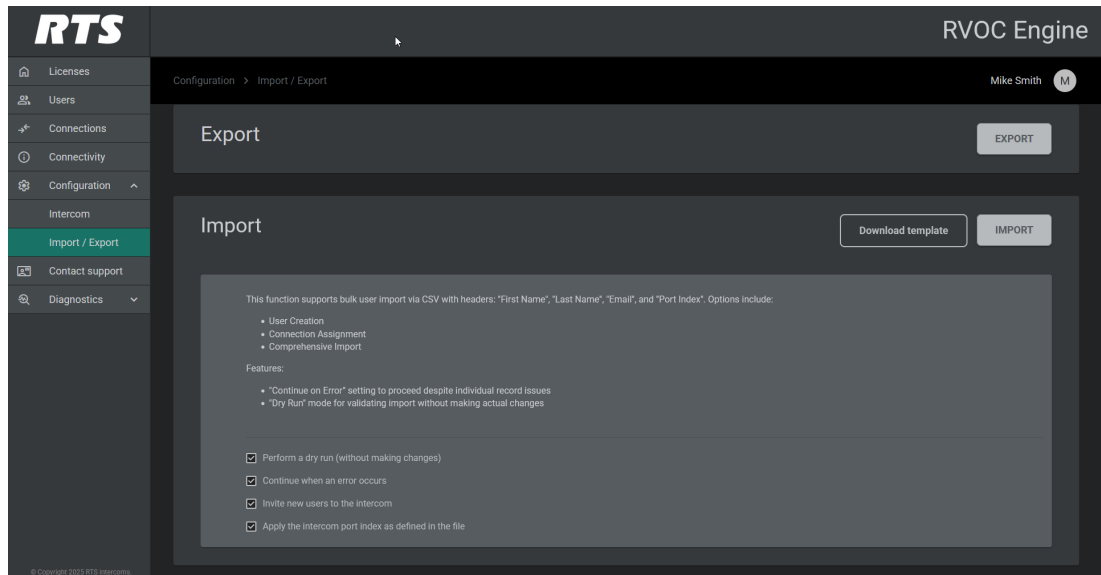 RTS
RVOC Engine
Licenses
Users
Connections
Connectivity
Configuration
Intercom
Import / Export
Contact support
Diagnostics
Configuration > Import / Export
Mike Smith M
Export
EXPORT
Import
Download template
IMPORT
This function supports bulk user import via CSV with headers: "First Name", "Last Name", "Email", and "Port Index". Options include:
• User Creation
• Connection Assignment
• Comprehensive Import
Features:
• "Continue on Error" setting to proceed despite individual record issues
• "Dry Run" mode for validating import without making actual changes
Perform a dry run (without making changes)
Continue when an error occurs
Invite new users to the intercom
Apply the intercom port index as defined in the file
© Copyright 2025 RTS intercoms.